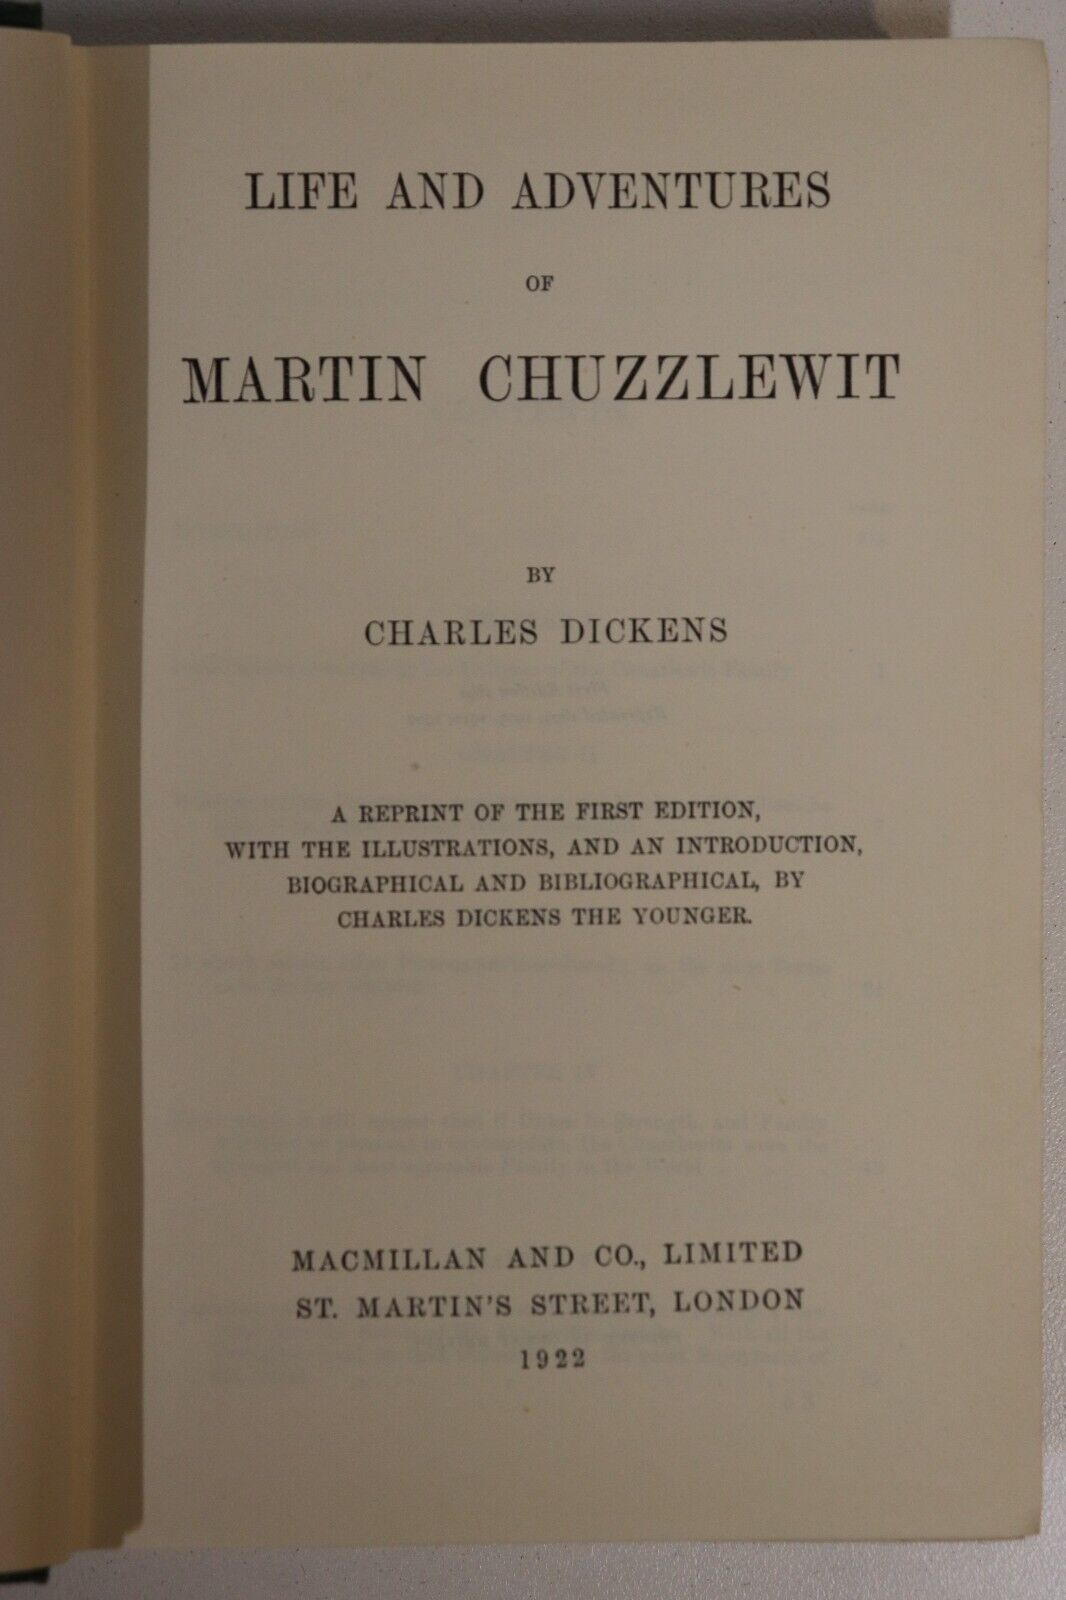 LIFE AND ADVENTURES
OF
MARTIN CHUZZLEWIT
BY
CHARLES DICKENS
A REPRINT OF THE FIRST EDITION,
WITH THE ILLUSTRATIONS, AND AN INTRODUCTION,
BIOGRAPHICAL AND BIBLIOGRAPHICAL, BY
CHARLES DICKENS THE YOUNGER.
MACMILLAN AND CO., LIMITED
ST. MARTIN'S STREET, LONDON
1922